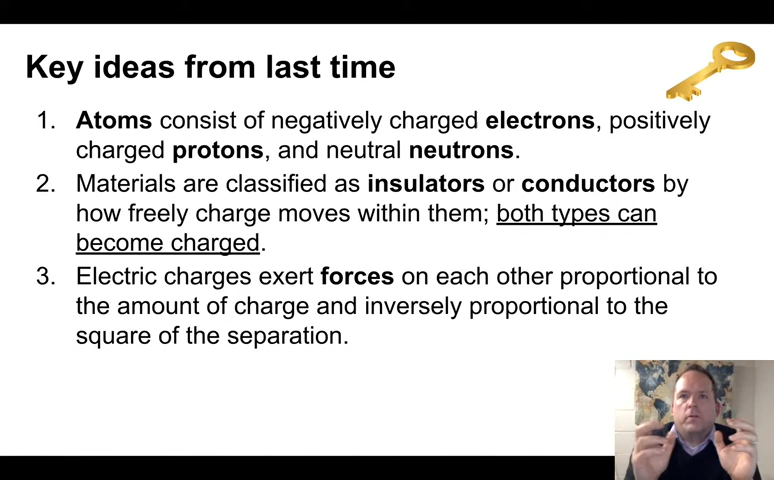 Key ideas from last time
1. Atoms consist of negatively charged electrons, positively
charged protons, and neutral neutrons.
2. Materials are classified as insulators or conductors by
how freely charge moves within them; both types can
become charged.
3. Electric charges exert forces on each other proportional to
the amount of charge and inversely proportional to the
square of the separation.